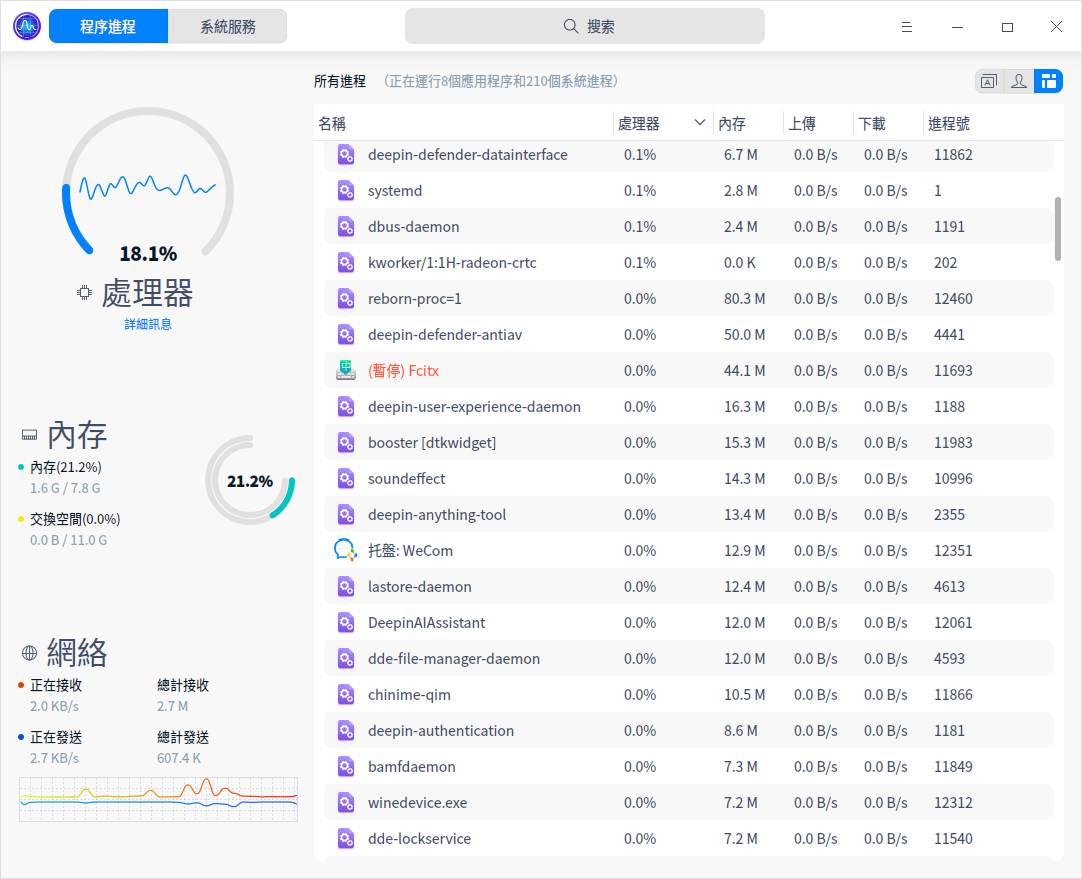 程序進程 系統服務 搜索
所有進程 （正在運行8個應用程序和210個系統進程）
名稱 處理器 內存 上傳 下載 進程號
deepin-defender-datainterface 0.1% 6.7 M 0.0 B/s 0.0 B/s 11862
systemd 0.1% 2.8 M 0.0 B/s 0.0 B/s 1
dbus-daemon 0.1% 2.4 M 0.0 B/s 0.0 B/s 1191
kworker/1:1H-radeon-crtc 0.1% 0.0 K 0.0 B/s 0.0 B/s 202
reborn-proc=1 0.0% 80.3 M 0.0 B/s 0.0 B/s 12460
deepin-defender-antiav 0.0% 50.0 M 0.0 B/s 0.0 B/s 4441
(暫停) Fcitx 0.0% 44.1 M 0.0 B/s 0.0 B/s 11693
deepin-user-experience-daemon 0.0% 16.3 M 0.0 B/s 0.0 B/s 1188
booster [dtkwidget] 0.0% 15.3 M 0.0 B/s 0.0 B/s 11983
soundeffect 0.0% 14.3 M 0.0 B/s 0.0 B/s 10996
deepin-anything-tool 0.0% 13.4 M 0.0 B/s 0.0 B/s 2355
托盤: WeCom 0.0% 12.9 M 0.0 B/s 0.0 B/s 12351
lastore-daemon 0.0% 12.4 M 0.0 B/s 0.0 B/s 4613
DeepinAIAssistant 0.0% 12.0 M 0.0 B/s 0.0 B/s 12061
dde-file-manager-daemon 0.0% 12.0 M 0.0 B/s 0.0 B/s 4593
chinime-qim 0.0% 10.5 M 0.0 B/s 0.0 B/s 11866
deepin-authentication 0.0% 8.6 M 0.0 B/s 0.0 B/s 1181
bamfdaemon 0.0% 7.3 M 0.0 B/s 0.0 B/s 11849
winedevice.exe 0.0% 7.2 M 0.0 B/s 0.0 B/s 12312
dde-lockservice 0.0% 7.2 M 0.0 B/s 0.0 B/s 11540
18.1%
處理器
詳細訊息
內存
內存(21.2%)
1.6 G / 7.8 G
交換空間(0.0%)
0.0 B / 11.0 G
21.2%
網絡
正在接收 總計接收
2.0 KB/s 2.7 M
正在發送 總計發送
2.7 KB/s 607.4 K